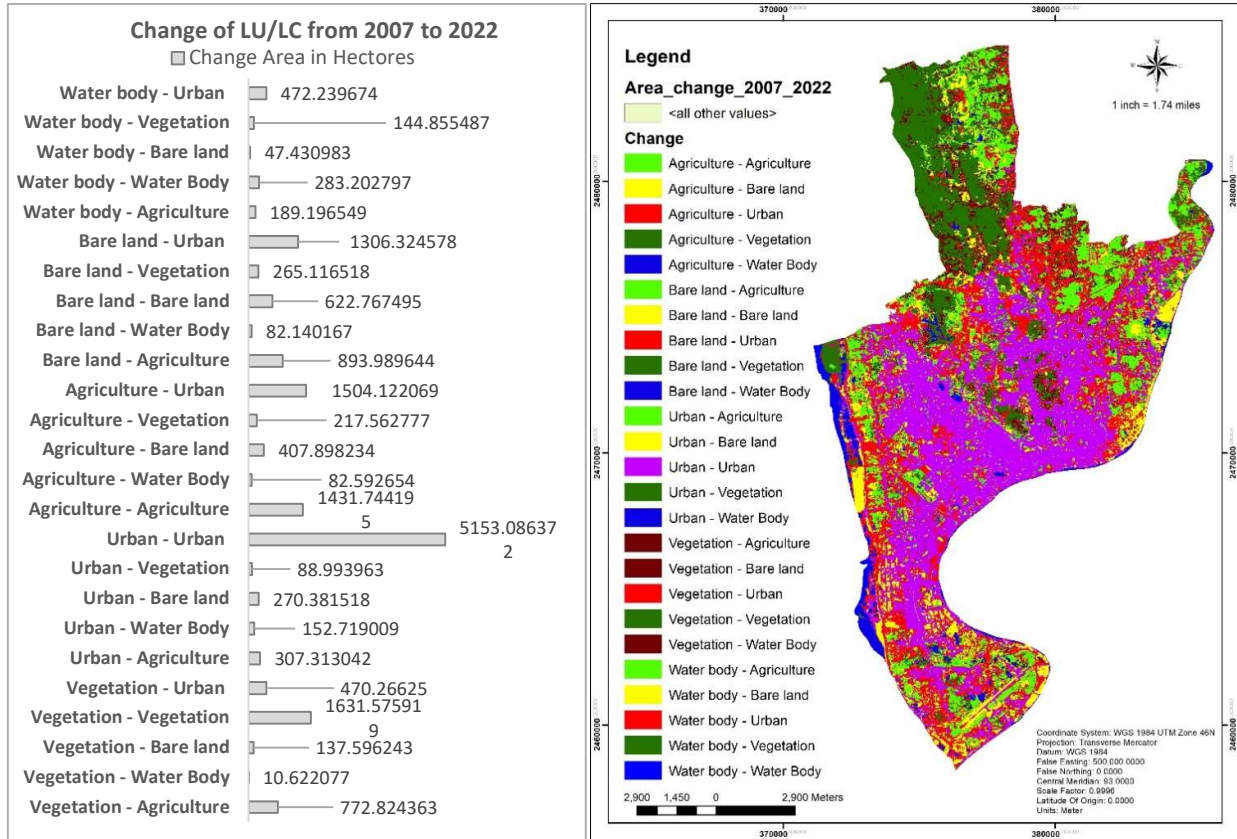 Change of LU/LC from 2007 to 2022
Change Area in Hectores
Water body - Urban 472.239674
Water body - Vegetation 144.855487
Water body - Bare land 47.430983
Water body - Water Body 283.202797
Water body - Agriculture 189.196549
Bare land - Urban 1306.324578
Bare land - Vegetation 265.116518
Bare land - Bare land 622.767495
Bare land - Water Body 82.140167
Bare land - Agriculture 893.989644
Agriculture - Urban 1504.122069
Agriculture - Vegetation 217.562777
Agriculture - Bare land 407.898234
Agriculture - Water Body 82.592654
Agriculture - Agriculture 1431.74419
5
Urban - Urban 5153.08637
2
Urban - Vegetation 88.993963
Urban - Bare land 270.381518
Urban - Water Body 152.719009
Urban - Agriculture 307.313042
Vegetation - Urban 470.26625
Vegetation - Vegetation 1631.57591
9
Vegetation - Bare land 137.596243
Vegetation - Water Body 10.622077
Vegetation - Agriculture 772.824363
370000 380000
Legend
Area_change_2007_2022
<all other values>
Change
Agriculture - Agriculture
Agriculture - Bare land
Agriculture - Urban
Agriculture - Vegetation
Agriculture - Water Body
Bare land - Agriculture
Bare land - Bare land
Bare land - Urban
Bare land - Vegetation
Bare land - Water Body
Urban - Agriculture
Urban - Bare land
Urban - Urban
Urban - Vegetation
Urban - Water Body
Vegetation - Agriculture
Vegetation - Bare land
Vegetation - Urban
Vegetation - Vegetation
Vegetation - Water Body
Water body - Agriculture
Water body - Bare land
Water body - Urban
Water body - Vegetation
Water body - Water Body
2,900 1,450 0 2,900 Meters
N
W E
S
1 inch = 1.74 miles
2480000 2480000
2470000 2470000
2460000 2460000
Coordinate System: WGS 1984 UTM Zone 46N
Projection: Transverse Mercator
Datum: WGS 1984
False Easting: 500,000.0000
False Northing: 0.0000
Central Meridian: 93.0000
Scale Factor: 0.9996
Latitude Of Origin: 0.0000
Units: Meter
370000 380000